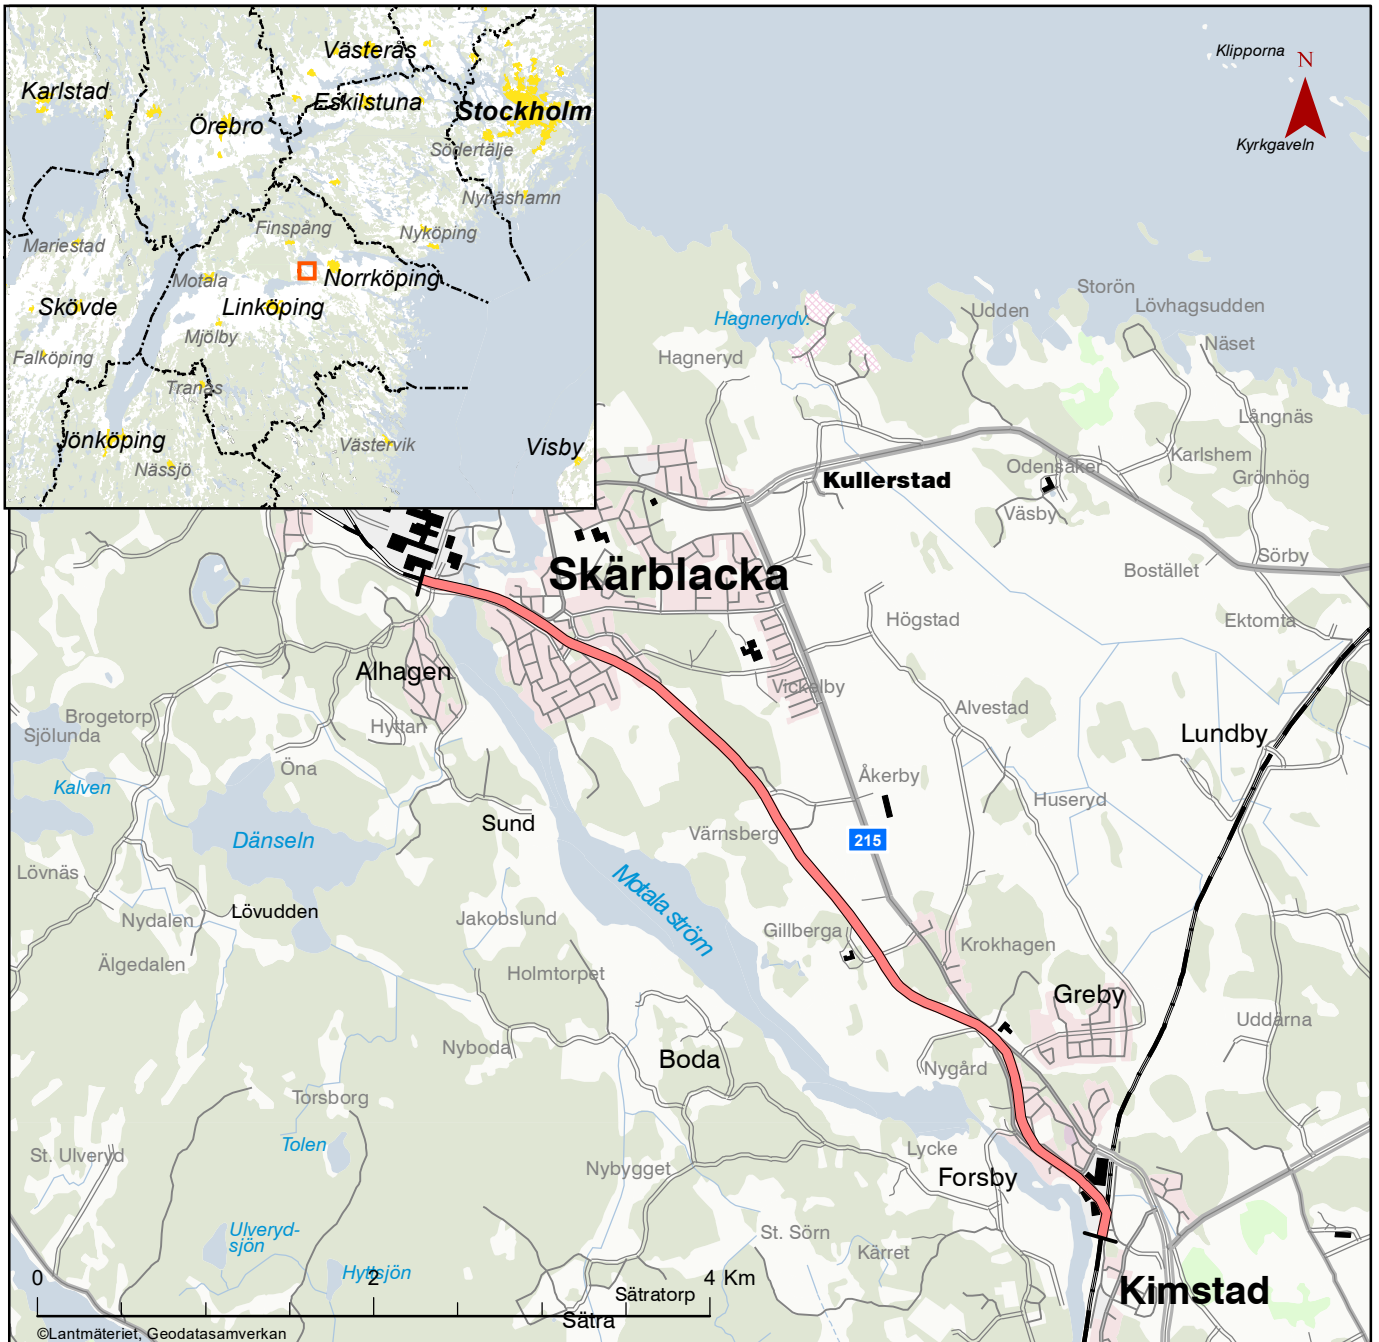 Västerås
Karlstad
Eskilstuna
Stockholm
Örebro
Södertälje
Nynäshamn
Finspång
Nyköping
Mariestad
Motala
Norrköping
Skövde
Linköping
Mjölby
Falköping
Tranås
Jönköping
Västervik
Visby
Nässjö
Klipporna
N
Kyrkgaveln
Storön
Lövhagsudden
Udden
Hagnerydv.
Näset
Hagneryd
Långnäs
Karlshem
Odensåker
Grönhög
Kullerstad
Väsby
Sörby
Skärblacka
Bostället
Högstad
Ektomta
Alhagen
Vickelby
Alvestad
Brogetorp
Sjölunda
Hyttan
Lundby
Öna
Åkerby
Kalven
Huseryd
Sund
Värnsberg
215
Dänseln
Lövnäs
Motala ström
Nydalen
Lövudden
Jakobslund
Gillberga
Krokhagen
Älgedalen
Holmtorpet
Greby
Uddarna
Nyboda
Boda
Nygård
Torsborg
Tolen
St. Ulveryd
Lycke
Nybygget
Forsby
Ulveryd-
sjön
St. Sörn
Kärret
Hyttsjön
0
2
4 Km
Sätratorp
Kimstad
Sätra
©Lantmäteriet, Geodatasamverkan